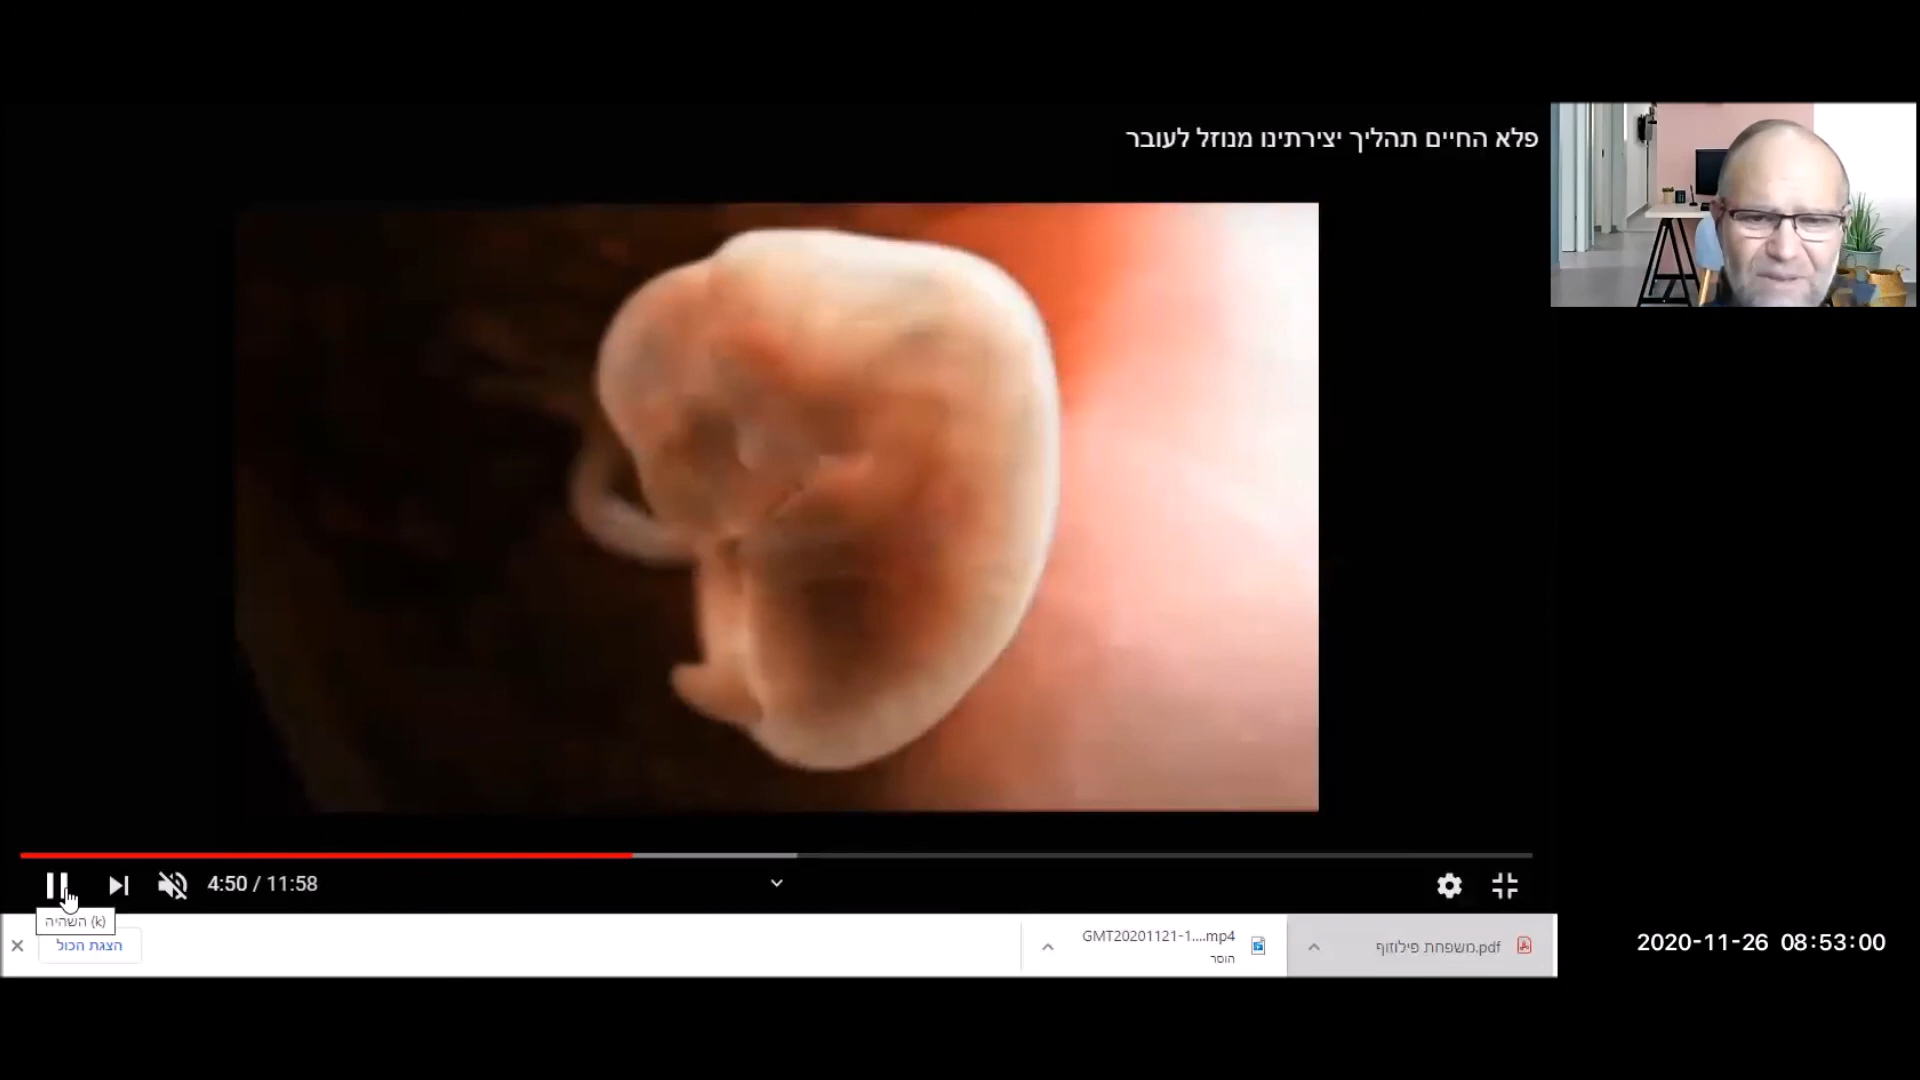 פלא החיים תהליך יצירתינו מנוזל לעובר
4:50 / 11:58
השהיה (k)
הצגת הכול
GMT20201121-1....mp4
הוסר
משפחת פילוזוף.pdf
2020-11-26 08:53:00